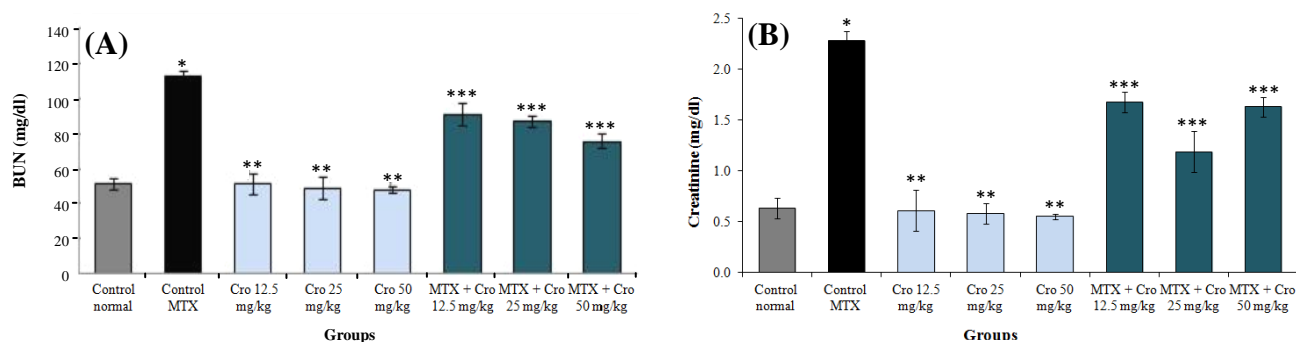 (A)
BUN (mg/dl)
140
120
100
80
60
40
20
0
*
**
**
**
***
***
***
Control normal
Control MTX
Cro 12.5 mg/kg
Cro 25 mg/kg
Cro 50 mg/kg
MTX + Cro 12.5 mg/kg
MTX + Cro 25 mg/kg
MTX + Cro 50 mg/kg
Groups
(B)
Creatinine (mg/dl)
2.5
2.0
1.5
1.0
0.5
0.0
*
**
**
**
***
***
***
Control normal
Control MTX
Cro 12.5 mg/kg
Cro 25 mg/kg
Cro 50 mg/kg
MTX + Cro 12.5 mg/kg
MTX + Cro 25 mg/kg
MTX + Cro 50 mg/kg
Groups